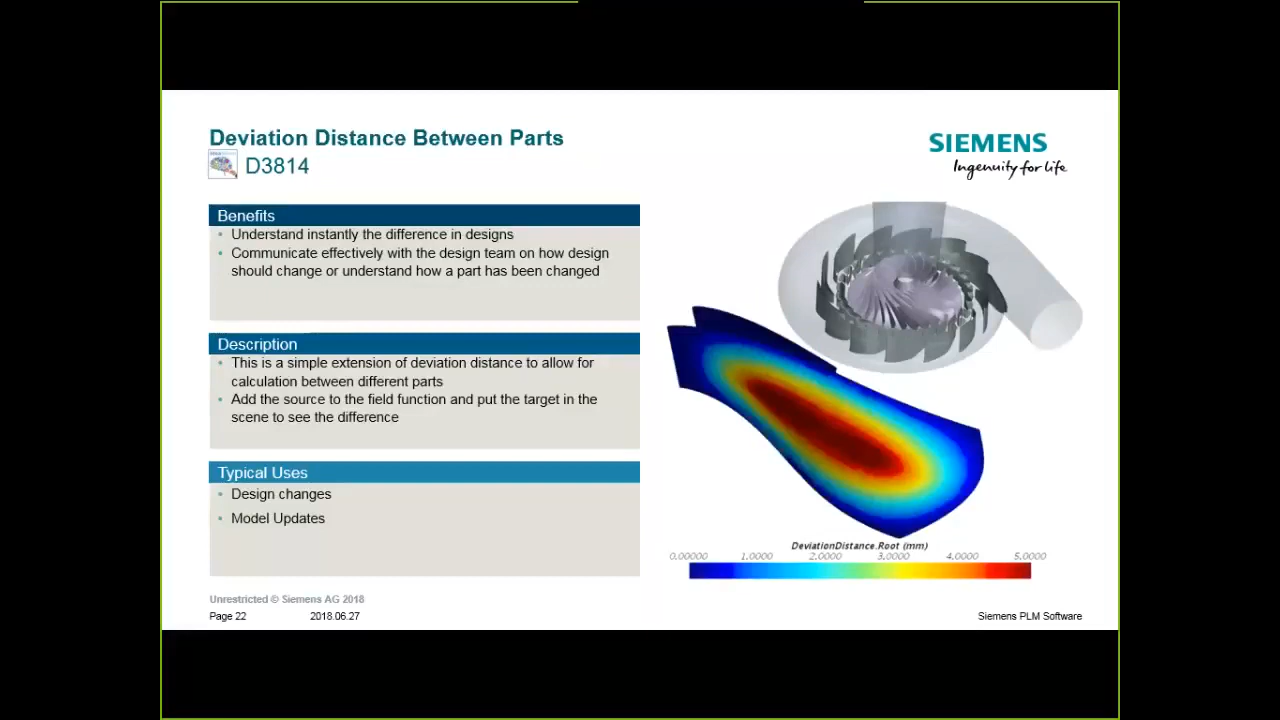 Deviation Distance Between Parts
D3814
SIEMENS
Ingenuity for life
Benefits
• Understand instantly the difference in designs
• Communicate effectively with the design team on how design
should change or understand how a part has been changed
Description
• This is a simple extension of deviation distance to allow for
calculation between different parts
• Add the source to the field function and put the target in the
scene to see the difference
Typical Uses
• Design changes
• Model Updates
DeviationDistance.Root (mm)
0.00000 1.0000 2.0000 3.0000 4.0000 5.0000
Unrestricted © Siemens AG 2018
Page 22 2018.06.27 Siemens PLM Software